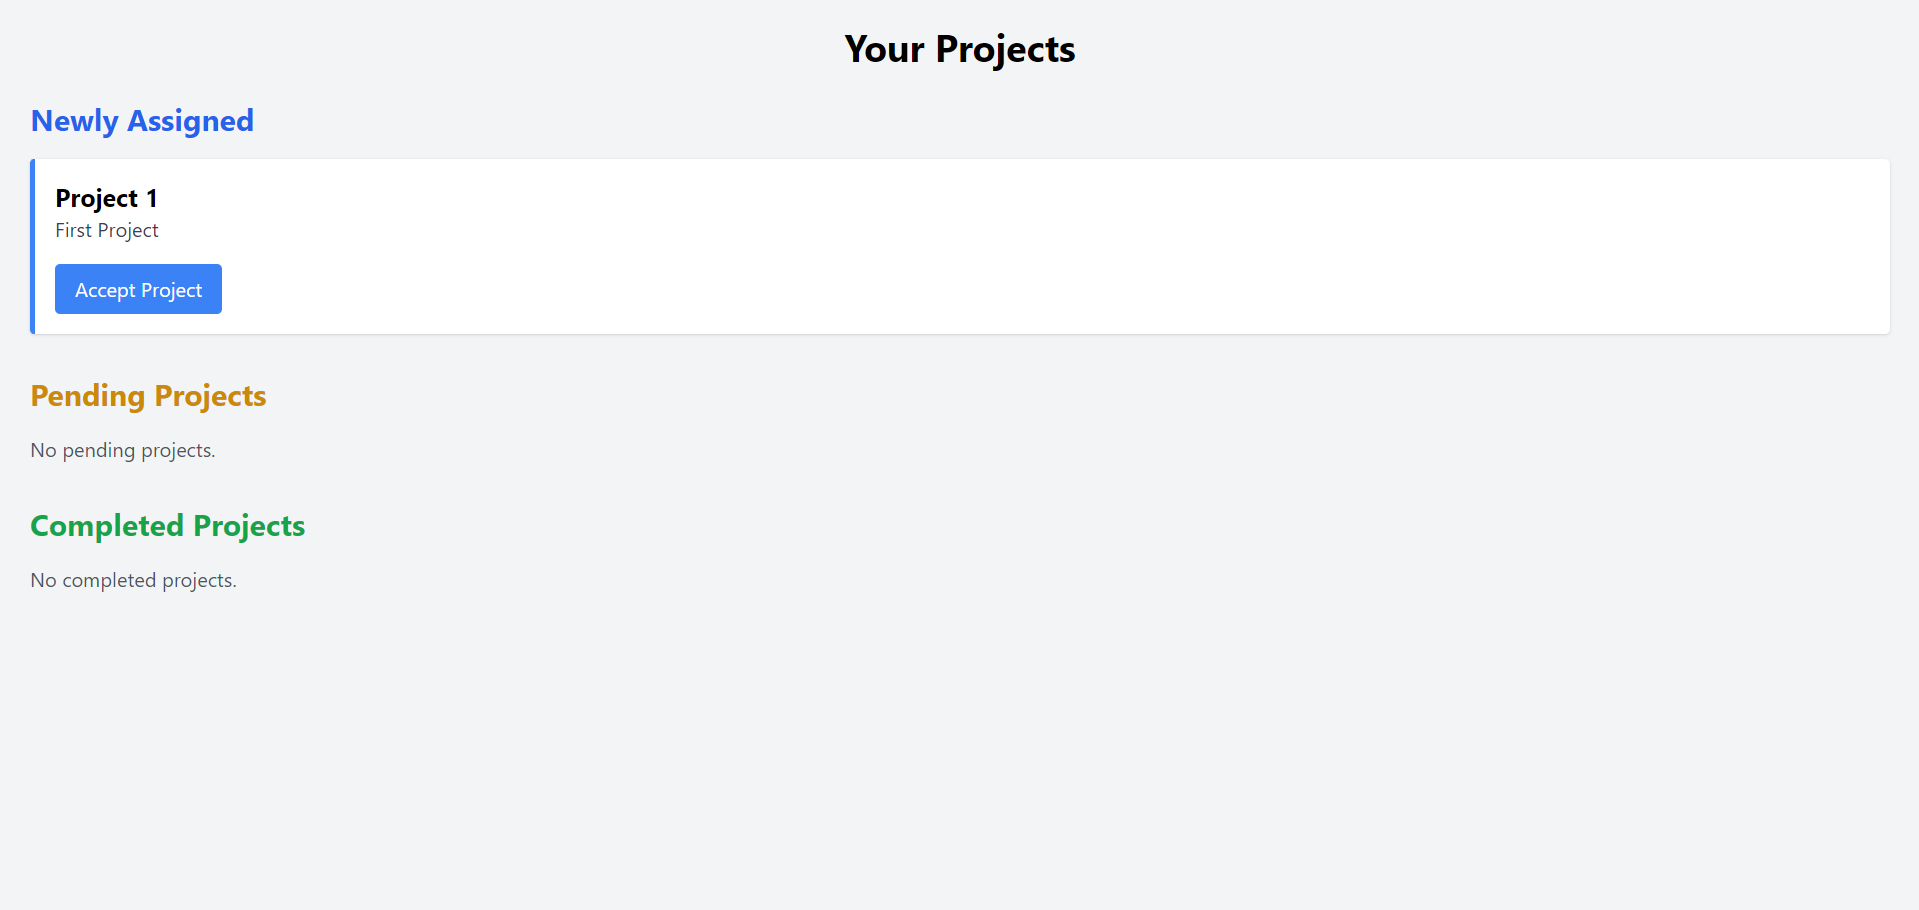 Your Projects
Newly Assigned
Project 1
First Project
Accept Project
Pending Projects
No pending projects.
Completed Projects
No completed projects.